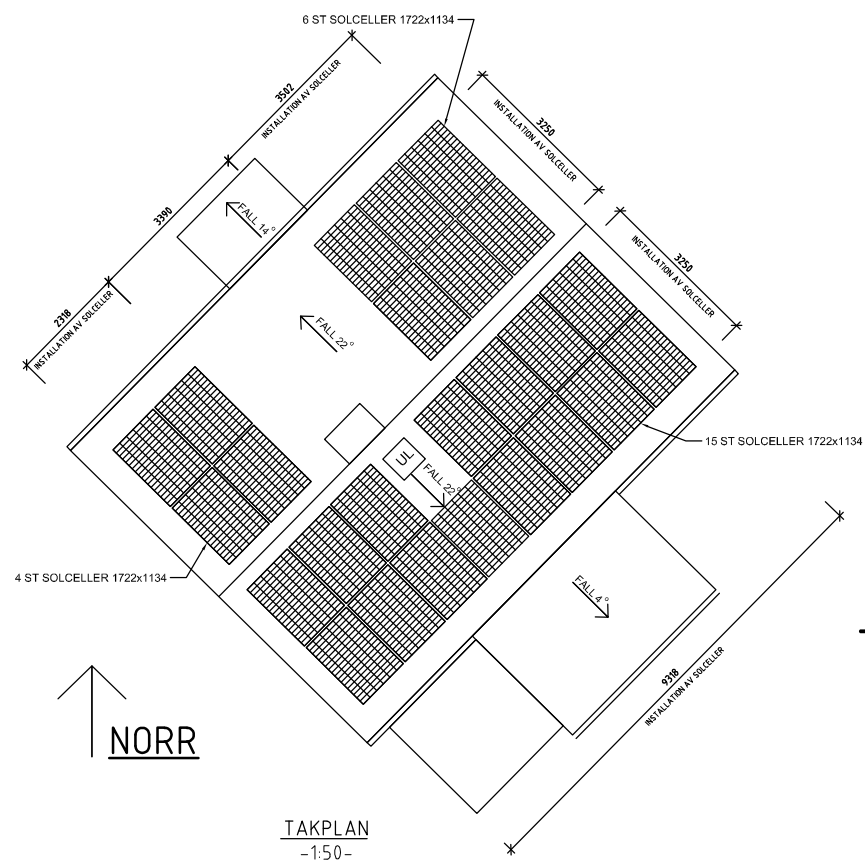 6 ST SOLCELLER 1722x1134
3502
INSTALLATION AV SOLCELLER
3250
INSTALLATION AV SOLCELLER
3390
FALL 14°
3250
INSTALLATION AV SOLCELLER
2318
INSTALLATION AV SOLCELLER
FALL 22°
15 ST SOLCELLER 1722x1134
UL
FALL 22°
4 ST SOLCELLER 1722x1134
FALL 4°
9318
INSTALLATION AV SOLCELLER
NORR
TAKPLAN
-1:50-